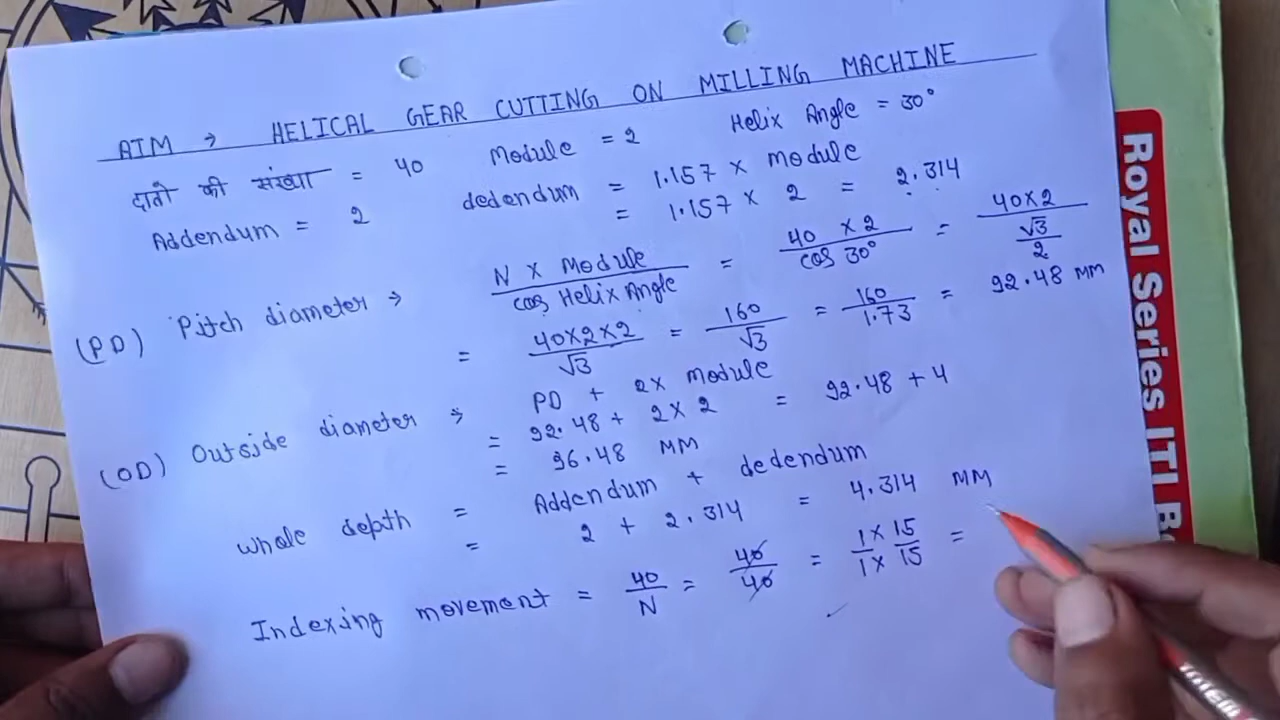 AIM → HELICAL GEAR CUTTING ON MILLING MACHINE
दातो की संख्या = 40 Module = 2 Helix Angle = 30°
Addendum = 2 dedendum = 1.157 × module
= 1.157 × 2 = 2.314
(PD) Pitch diameter → N × Module / cos Helix Angle = 40 × 2 / cos 30° = 40×2 / √3/2
= 40×2×2 / √3 = 160 / √3 = 160 / 1.73 = 92.48 MM
(OD) Outside diameter → PD + 2× Module
= 92.48 + 2×2 = 92.48 + 4
= 96.48 MM
Whole depth = Addendum + dedendum
= 2 + 2.314 = 4.314 MM
Indexing movement = 40 / N = 40 / 40 = 1 × 15 / 1 × 15 =
Royal Series ITI B